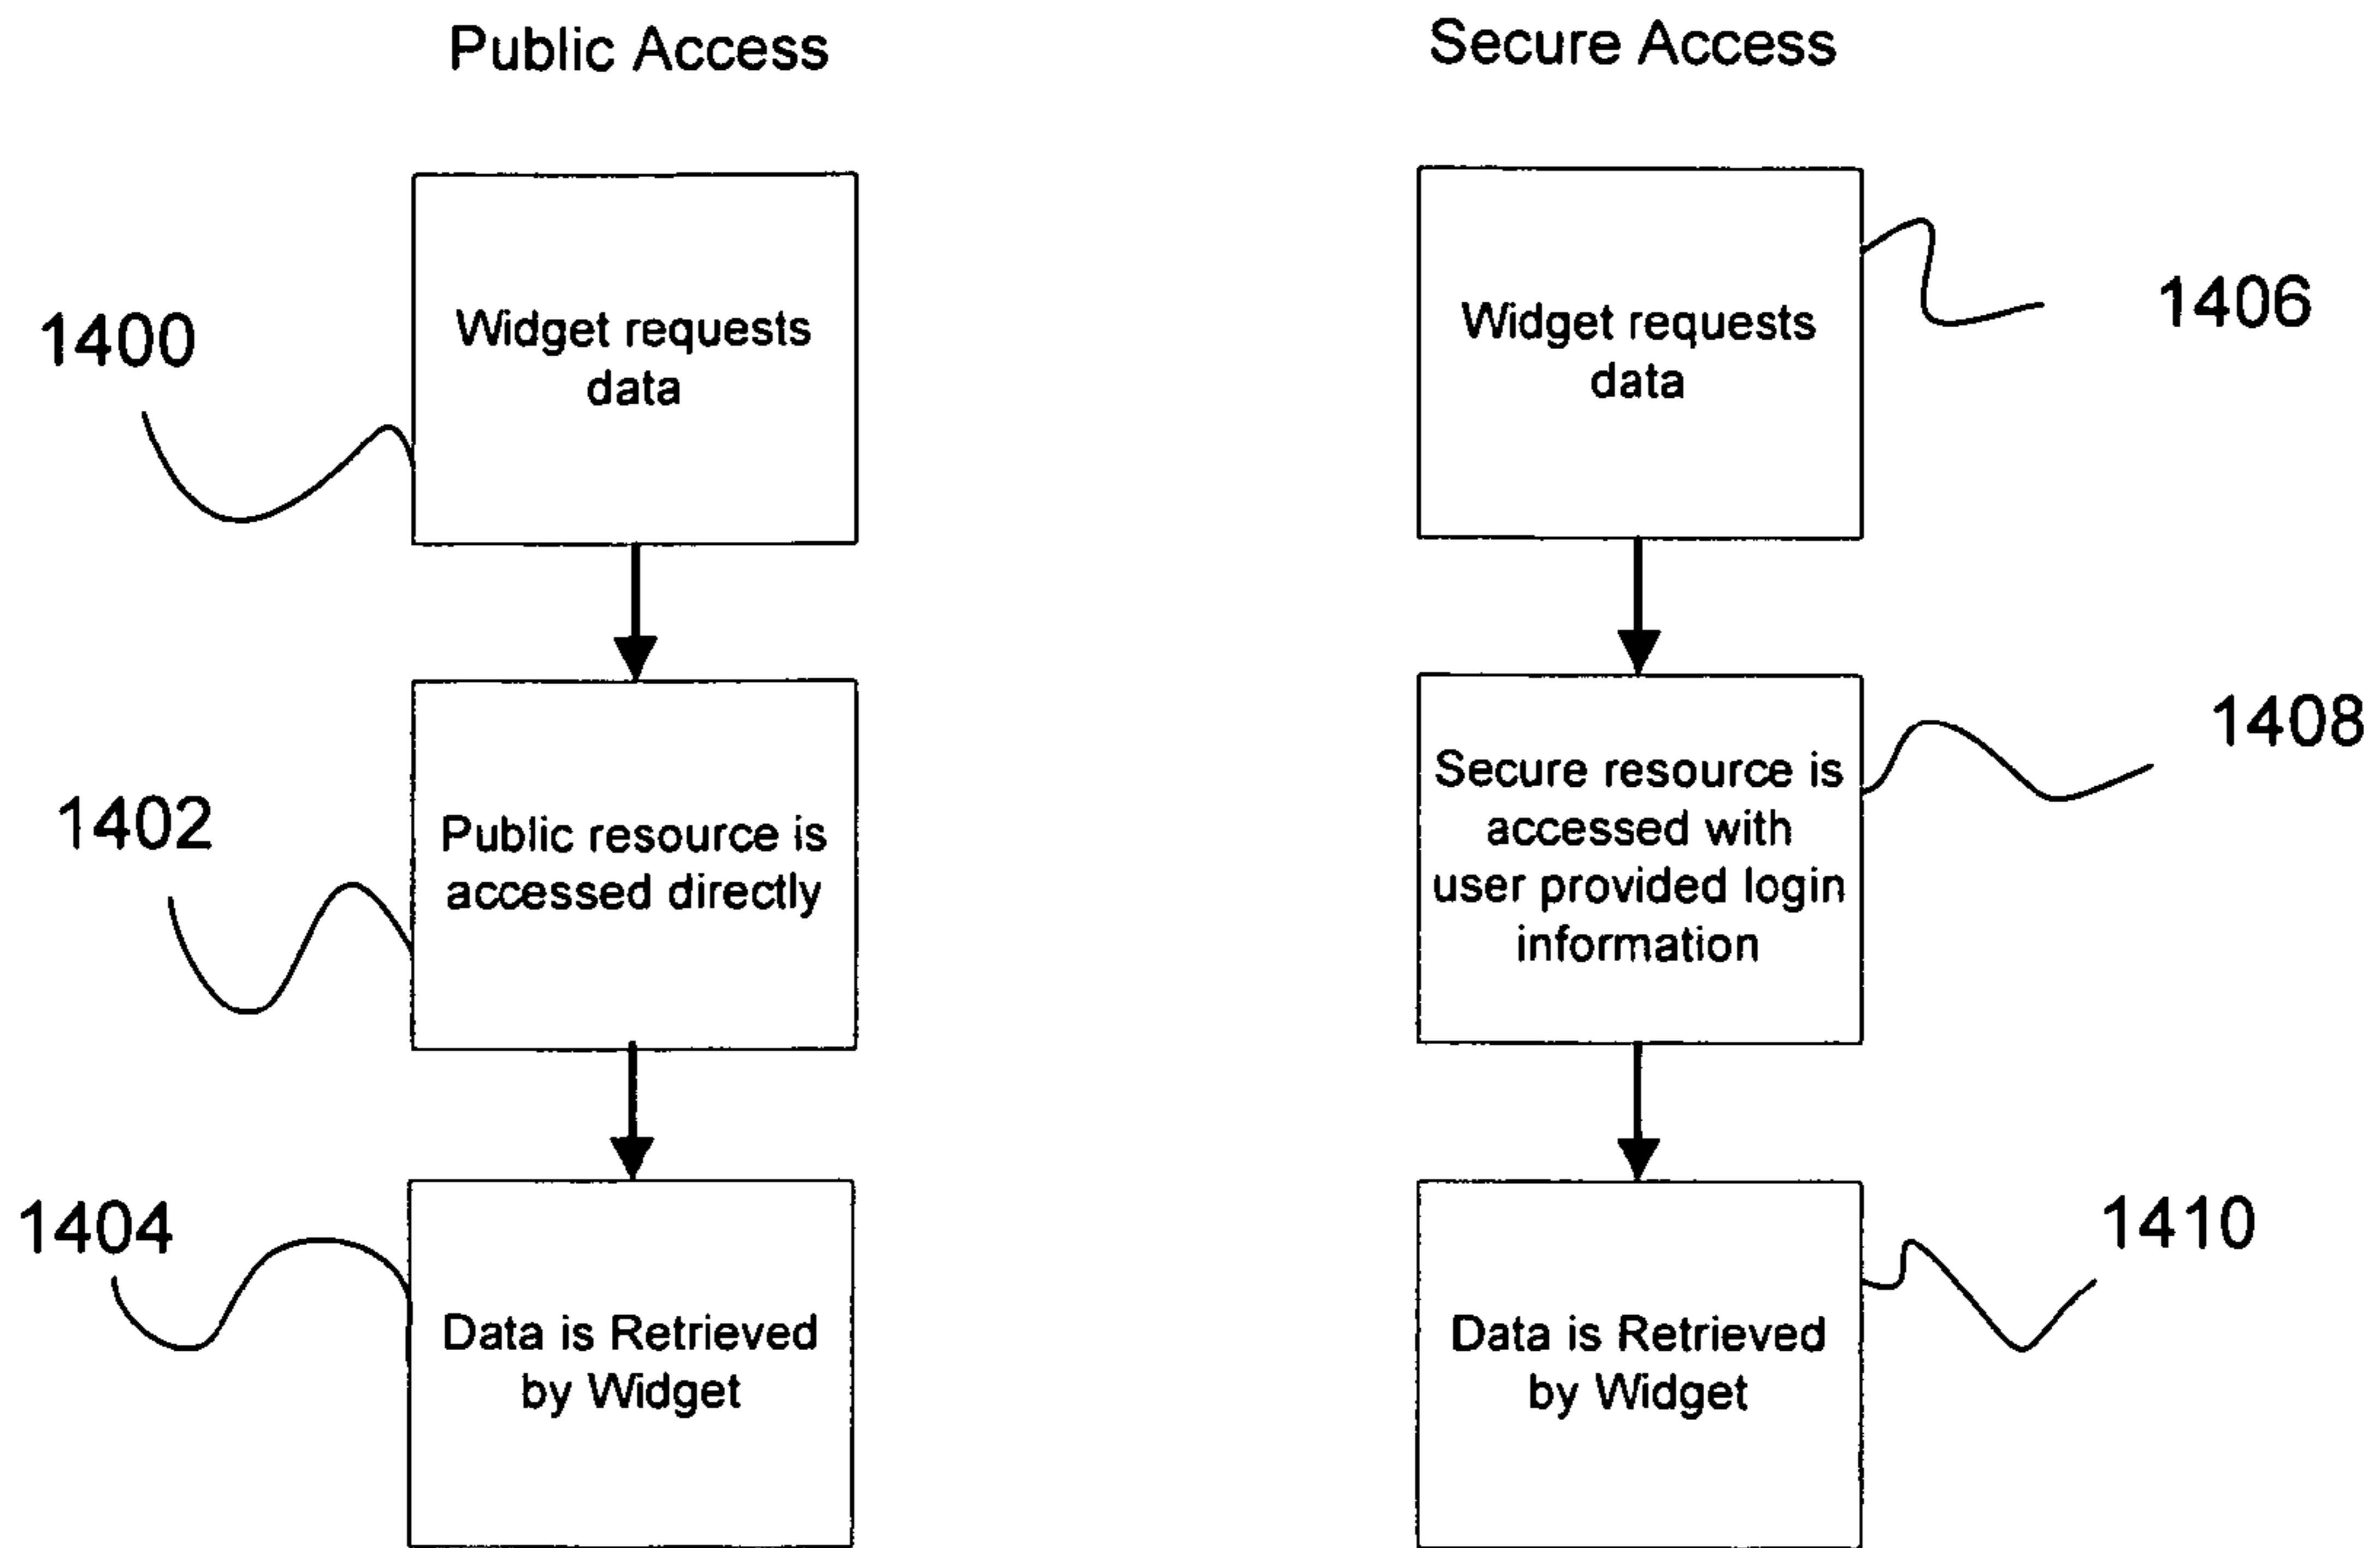 Public Access
1400
Widget requests
data
1402
Public resource is
accessed directly
1404
Data is Retrieved
by Widget
Secure Access
Widget requests
data
1406
Secure resource is
accessed with
user provided login
information
1408
Data is Retrieved
by Widget
1410